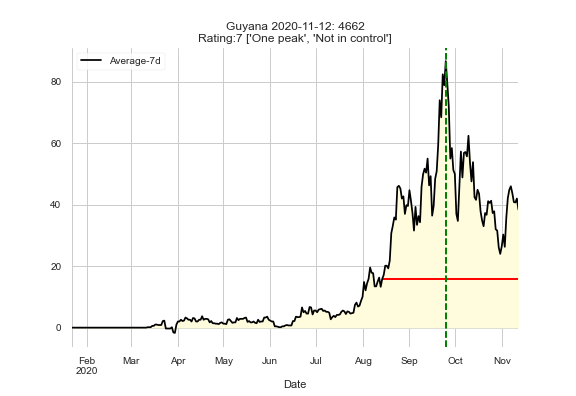 Guyana 2020-11-12: 4662
Rating:7 ['One peak', 'Not in control']
Average-7d
80
60
40
20
0
Feb Mar Apr May Jun Jul Aug Sep Oct Nov
2020
Date